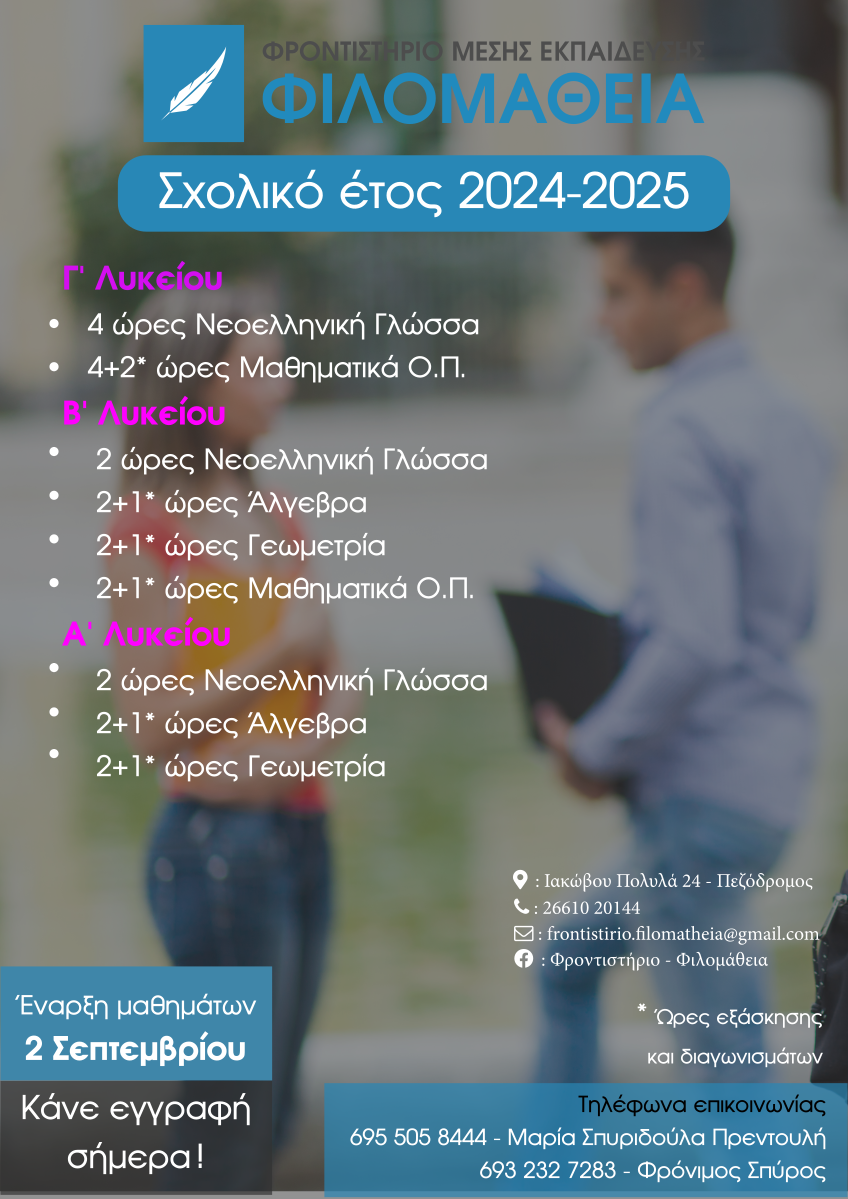 ΦΡΟΝΤΙΣΤΗΡΙΟ ΜΕΣΗΣ ΕΚΠΑΙΔΕΥΣΗΣ
ΦΙΛΟΜΑΘΕΙΑ
Σχολικό έτος 2024-2025
Γ' Λυκείου
• 4 ώρες Νεοελληνική Γλώσσα
• 4+2* ώρες Μαθηματικά Ο.Π.
Β' Λυκείου
• 2 ώρες Νεοελληνική Γλώσσα
• 2+1* ώρες Άλγεβρα
• 2+1* ώρες Γεωμετρία
• 2+1* ώρες Μαθηματικά Ο.Π.
Α' Λυκείου
• 2 ώρες Νεοελληνική Γλώσσα
• 2+1* ώρες Άλγεβρα
• 2+1* ώρες Γεωμετρία
: Ιακώβου Πολυλά 24 - Πεζόδρομος
: 26610 20144
: frontistirio.filomatheia@gmail.com
: Φροντιστήριο - Φιλομάθεια
* Ώρες εξάσκησης
και διαγωνισμάτων
Έναρξη μαθημάτων
2 Σεπτεμβρίου
Κάνε εγγραφή
σήμερα!
Τηλέφωνα επικοινωνίας
695 505 8444 - Μαρία Σπυριδούλα Πρεντουλή
693 232 7283 - Φρόνιμος Σπύρος